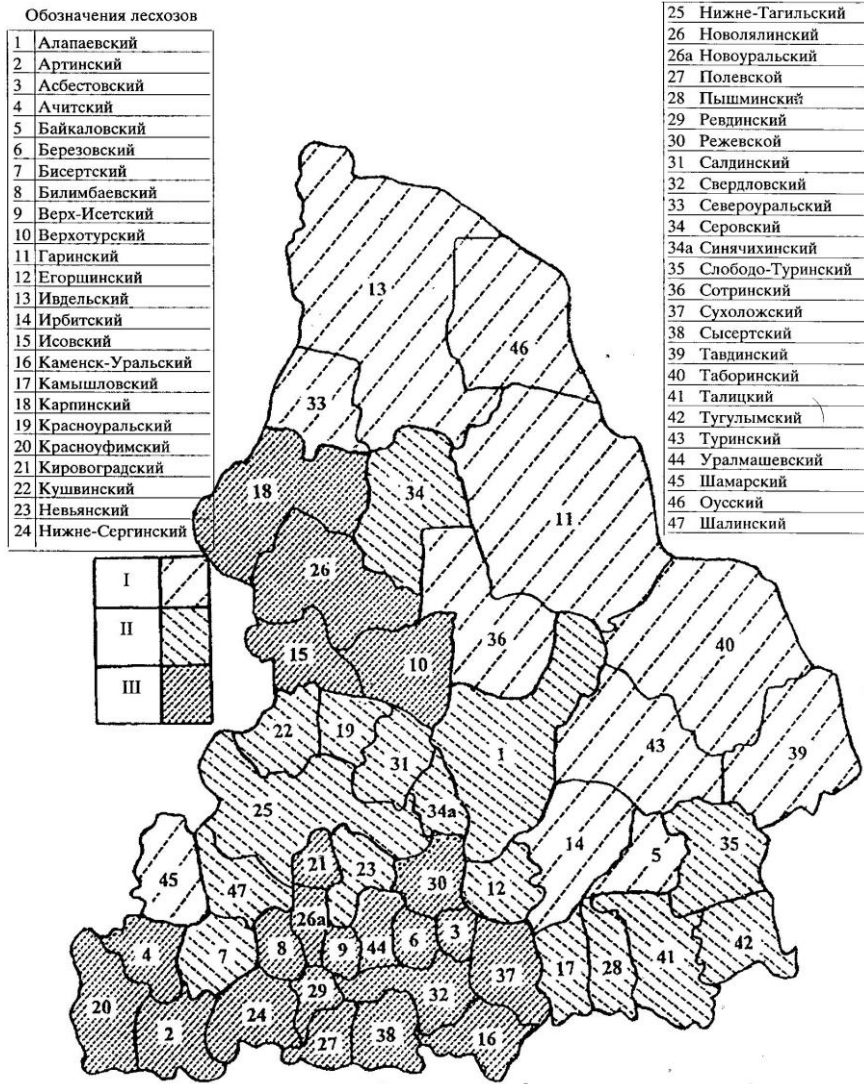 Обозначения лесхозов
1 Алапаевский
2 Артинский
3 Асбестовский
4 Ачитский
5 Байкаловский
6 Березовский
7 Бисертский
8 Билимбаевский
9 Верх-Исетский
10 Верхотурский
11 Гаринский
12 Егоршинский
13 Ивдельский
14 Ирбитский
15 Исовский
16 Каменск-Уральский
17 Камышловский
18 Карпинский
19 Красноуральский
20 Красноуфимский
21 Кировоградский
22 Кушвинский
23 Невьянский
24 Нижне-Сергинский
25 Нижне-Тагильский
26 Новолялинский
26а Новоуральский
27 Полевской
28 Пышминский
29 Ревдинский
30 Режевской
31 Салдинский
32 Свердловский
33 Североуральский
34 Серовский
34а Синячихинский
35 Слободо-Туринский
36 Сотринский
37 Сухоложский
38 Сысертский
39 Тавдинский
40 Таборинский
41 Талицкий
42 Тугулымский
43 Туринский
44 Уралмашевский
45 Шамарский
46 Оусский
47 Шалинский
I
II
III
13
46
33
18
34
11
26
36
40
15
10
22
19
31
1
43
39
34а
25
14
5
35
21
23
30
12
45
47
26а
4
7
8
9
44
6
3
37
17
28
41
42
20
2
24
29
32
27
38
16